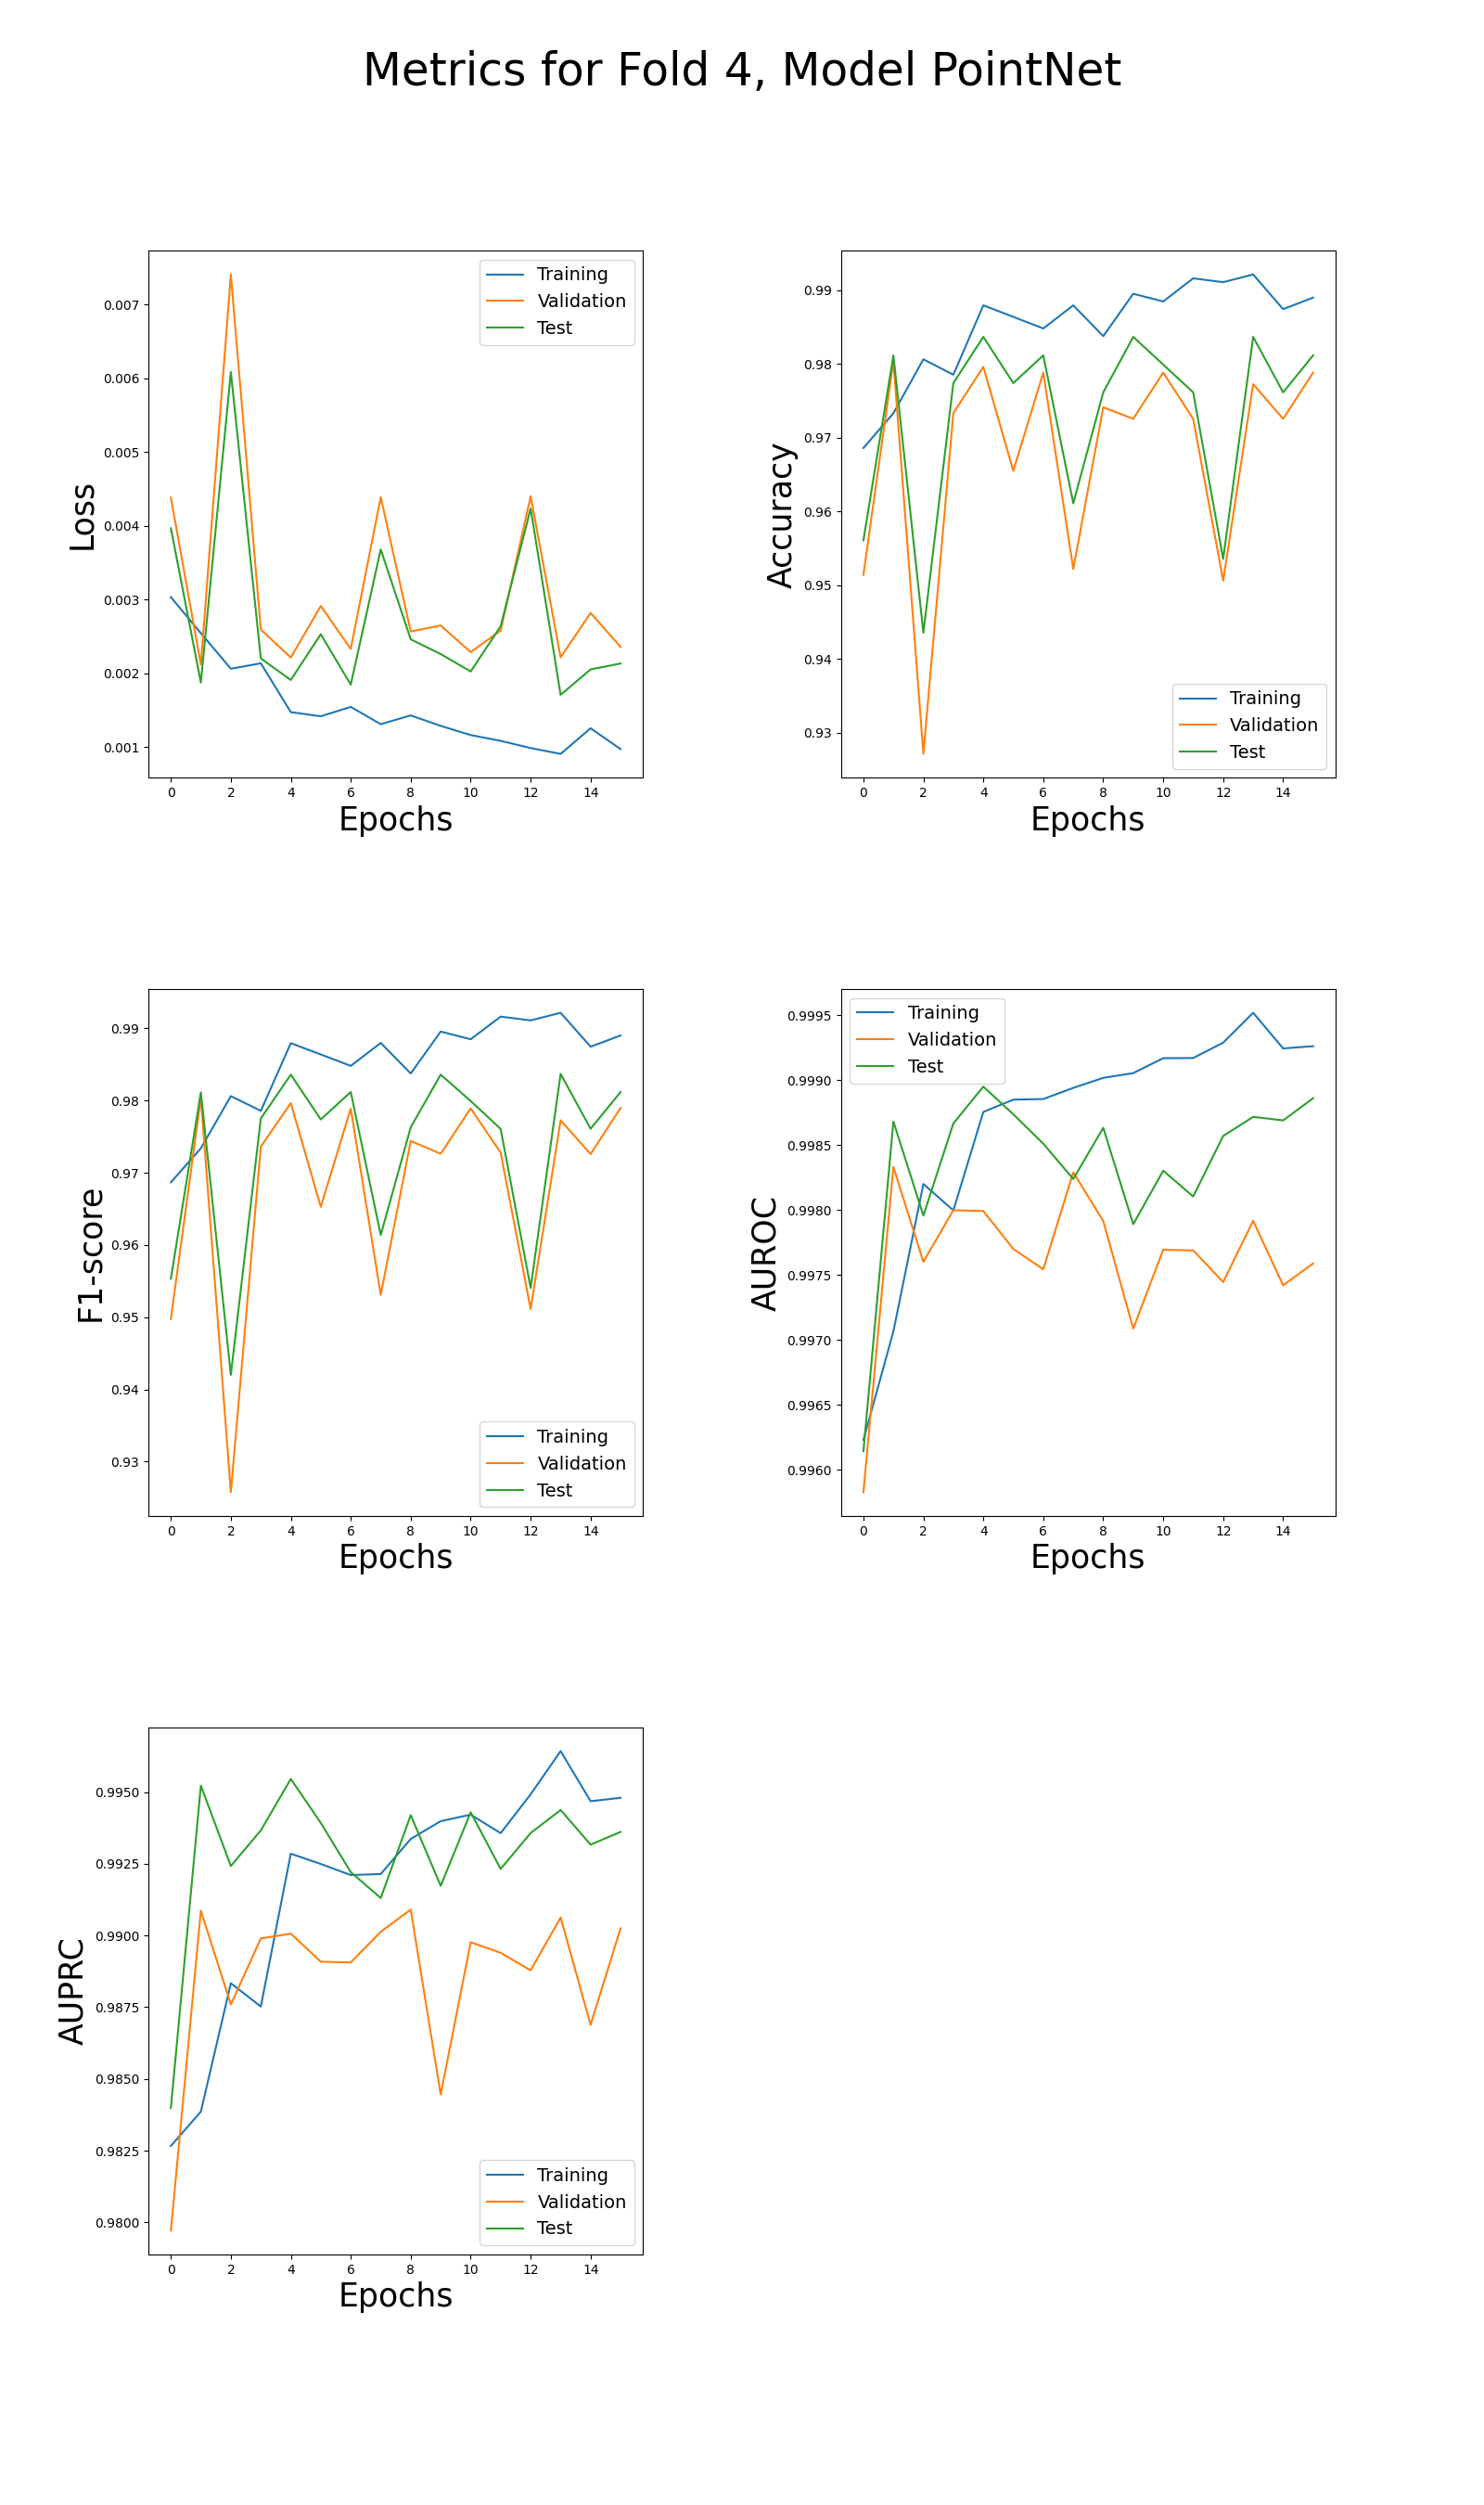 Metrics for Fold 4, Model PointNet
Loss
0.007
0.006
0.005
0.004
0.003
0.002
0.001
Training
Validation
Test
0 2 4 6 8 10 12 14
Epochs
Accuracy
0.99
0.98
0.97
0.96
0.95
0.94
0.93
Training
Validation
Test
0 2 4 6 8 10 12 14
Epochs
F1-score
0.99
0.98
0.97
0.96
0.95
0.94
0.93
Training
Validation
Test
0 2 4 6 8 10 12 14
Epochs
AUROC
0.9995
0.9990
0.9985
0.9980
0.9975
0.9970
0.9965
0.9960
Training
Validation
Test
0 2 4 6 8 10 12 14
Epochs
AUPRC
0.9950
0.9925
0.9900
0.9875
0.9850
0.9825
0.9800
Training
Validation
Test
0 2 4 6 8 10 12 14
Epochs